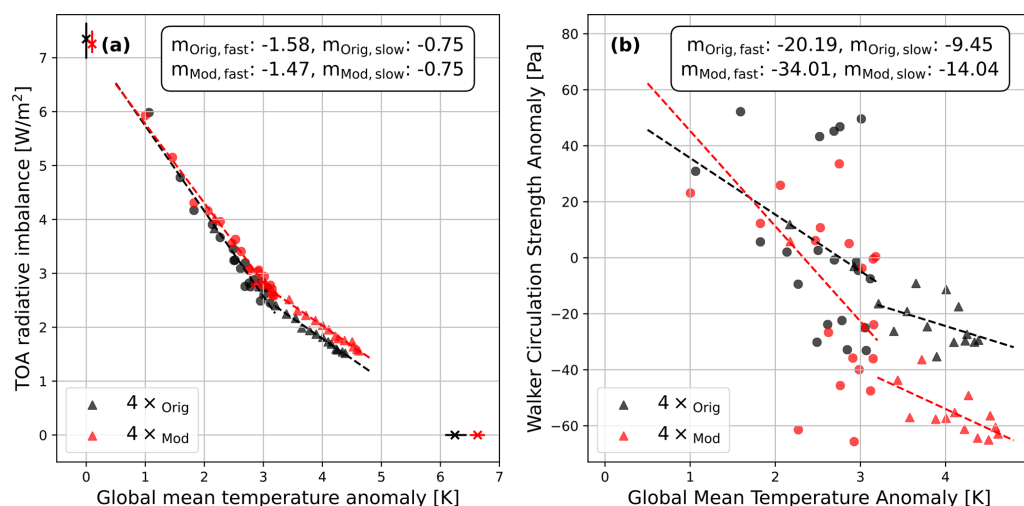 (a)
m_Orig, fast: -1.58, m_Orig, slow: -0.75
m_Mod, fast: -1.47, m_Mod, slow: -0.75
TOA radiative imbalance [W/m²]
7
6
5
4
3
2
1
0
4 × Orig
4 × Mod
0 1 2 3 4 5 6 7
Global mean temperature anomaly [K]
(b)
m_Orig, fast: -20.19, m_Orig, slow: -9.45
m_Mod, fast: -34.01, m_Mod, slow: -14.04
Walker Circulation Strength Anomaly [Pa]
80
60
40
20
0
−20
−40
−60
4 × Orig
4 × Mod
0 1 2 3 4
Global Mean Temperature Anomaly [K]